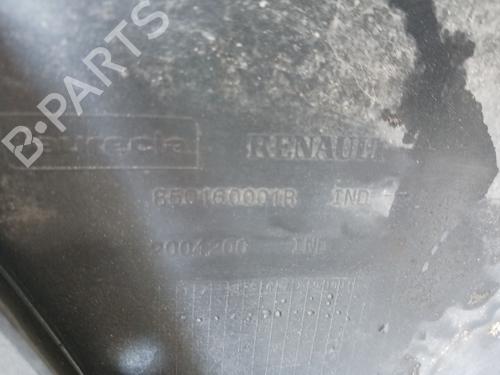 B-PARTS
faurecia RENAULT
850160001R IND
2004200 IND